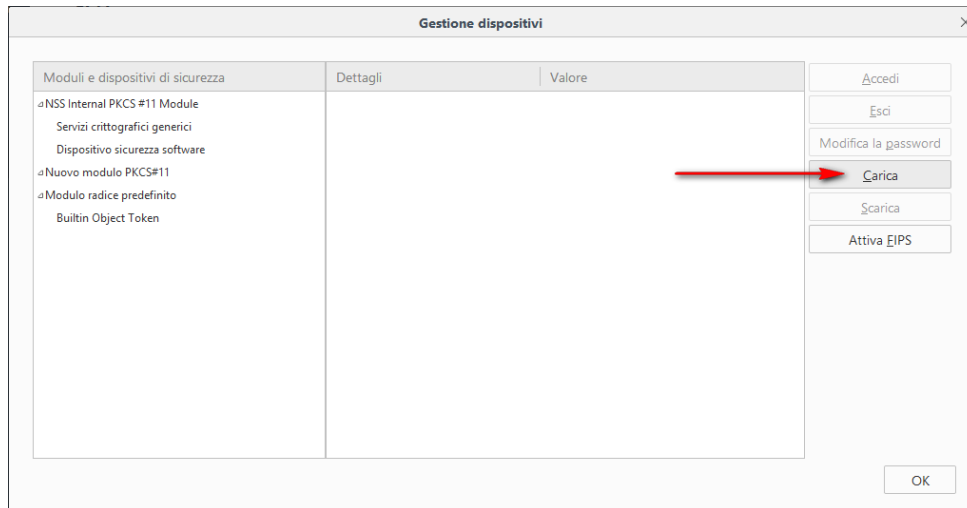 Gestione dispositivi
Moduli e dispositivi di sicurezza
Dettagli
Valore
NSS Internal PKCS #11 Module
Servizi crittografici generici
Dispositivo sicurezza software
Nuovo modulo PKCS#11
Modulo radice predefinito
Builtin Object Token
Accedi
Esci
Modifica la password
Carica
Scarica
Attiva FIPS
OK